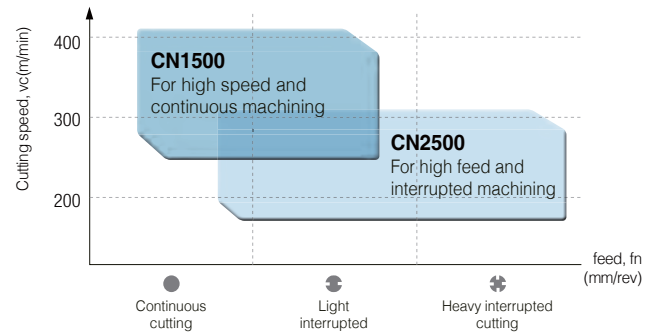 Cutting speed, vc(m/min)
400
300
200
CN1500
For high speed and
continuous machining
CN2500
For high feed and
interrupted machining
feed, fn
(mm/rev)
Continuous
cutting
Light
interrupted
Heavy interrupted
cutting